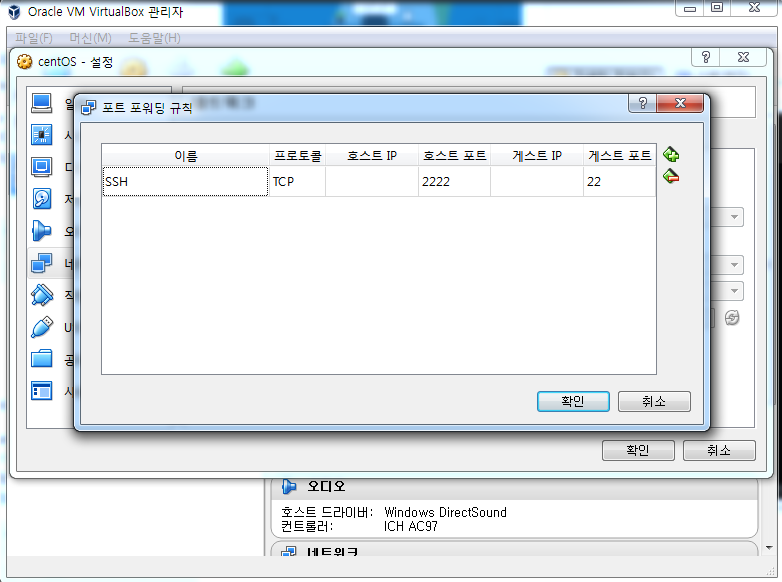 Oracle VM VirtualBox 관리자
파일(F) 머신(M) 도움말(H)
centOS - 설정
포트 포워딩 규칙
이름 프로토콜 호스트 IP 호스트 포트 게스트 IP 게스트 포트
SSH TCP 2222 22
확인 취소
확인 취소
오디오
호스트 드라이버: Windows DirectSound
컨트롤러: ICH AC97
네트워크